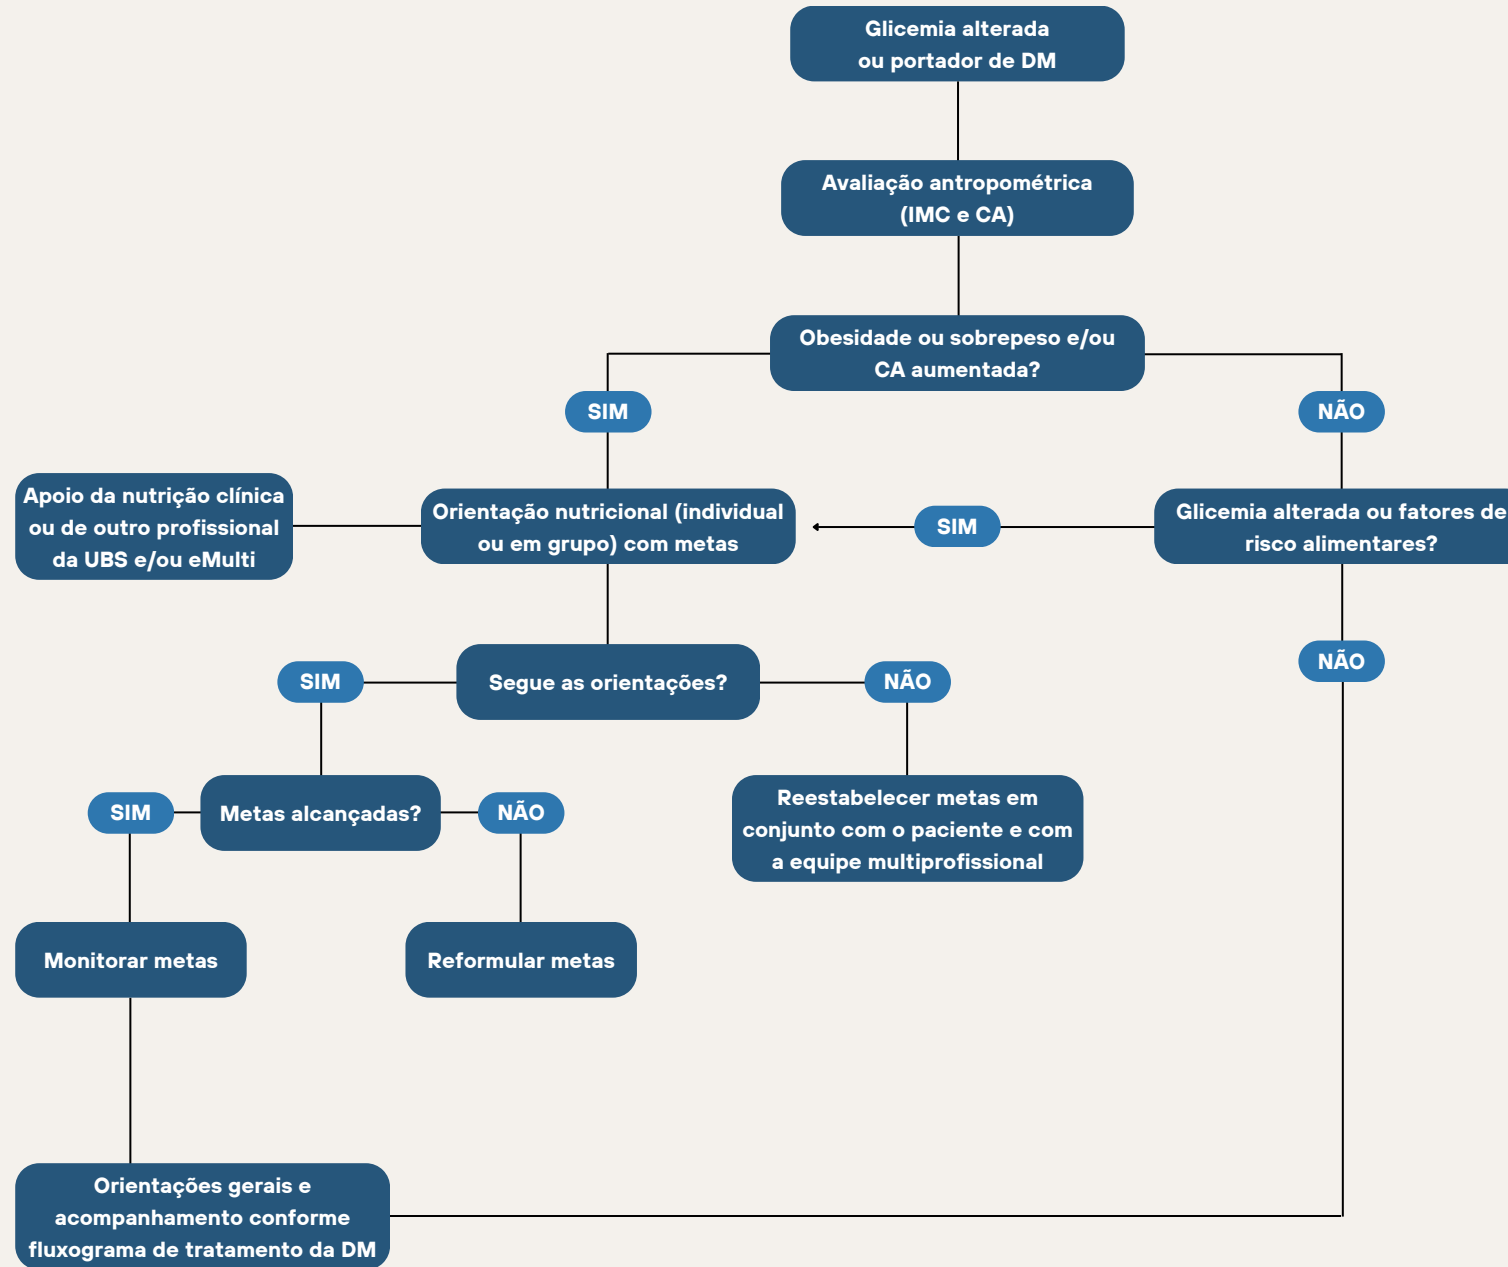 Glicemia alterada
ou portador de DM
Avaliação antropométrica
(IMC e CA)
Obesidade ou sobrepeso e/ou
CA aumentada?
SIM
NÃO
Apoio da nutrição clínica
ou de outro profissional
da UBS e/ou eMulti
Orientação nutricional (individual
ou em grupo) com metas
SIM
Glicemia alterada ou fatores de
risco alimentares?
NÃO
SIM
Segue as orientações?
NÃO
SIM
Metas alcançadas?
NÃO
Reestabelecer metas em
conjunto com o paciente e com
a equipe multiprofissional
Monitorar metas
Reformular metas
Orientações gerais e
acompanhamento conforme
fluxograma de tratamento da DM